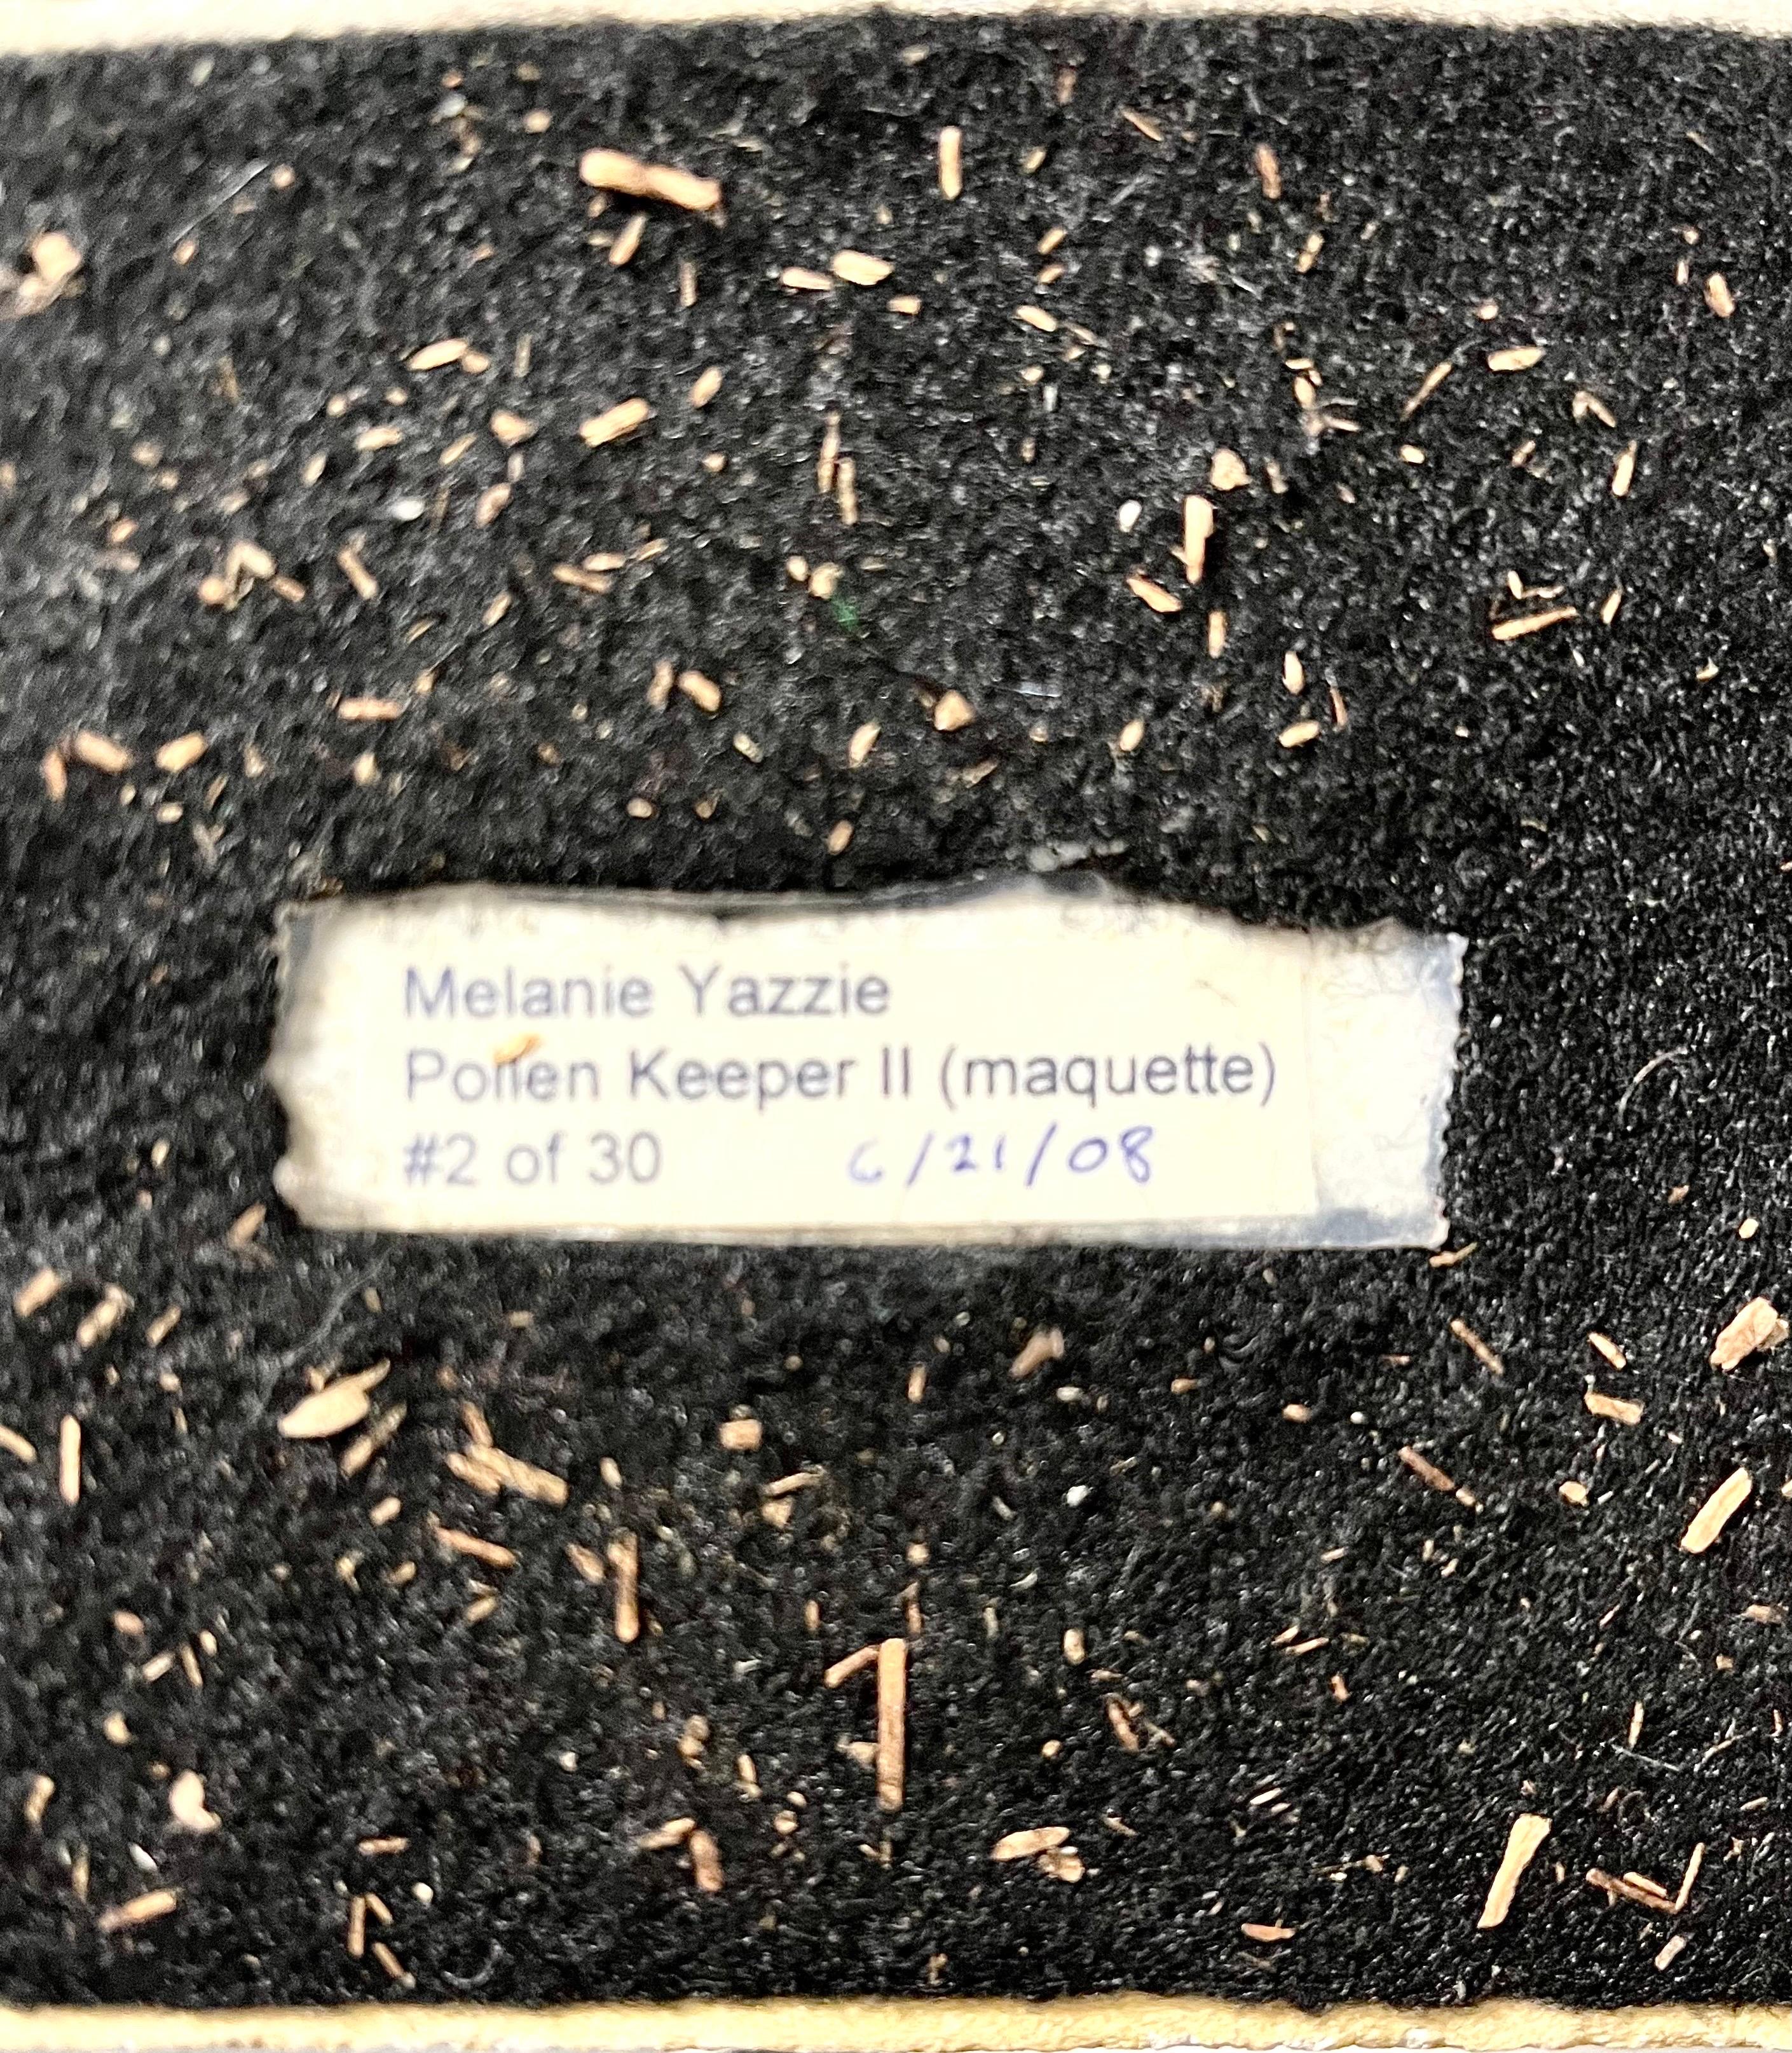 Melanie Yazzie
Pollen Keeper II (maquette)
#2 of 30 6/21/08